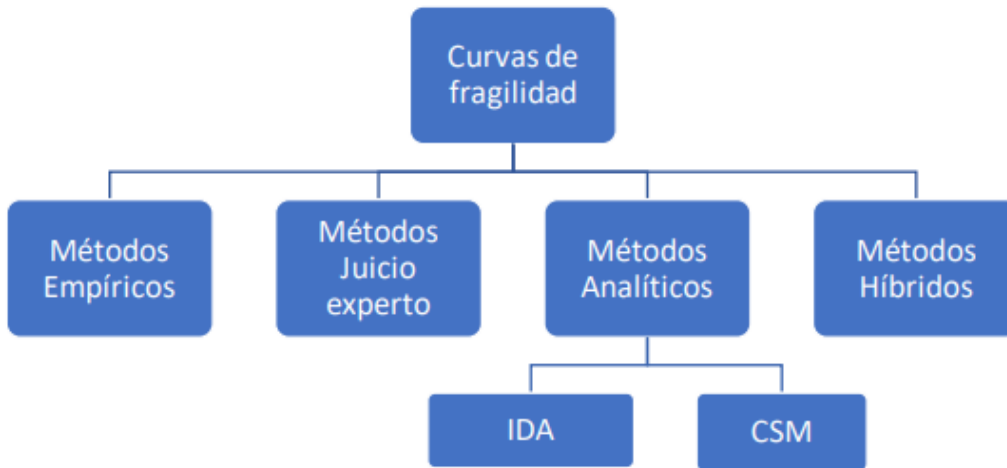 Curvas de
fragilidad
Métodos
Empíricos
Métodos
Juicio
experto
Métodos
Analíticos
Métodos
Híbridos
IDA
CSM